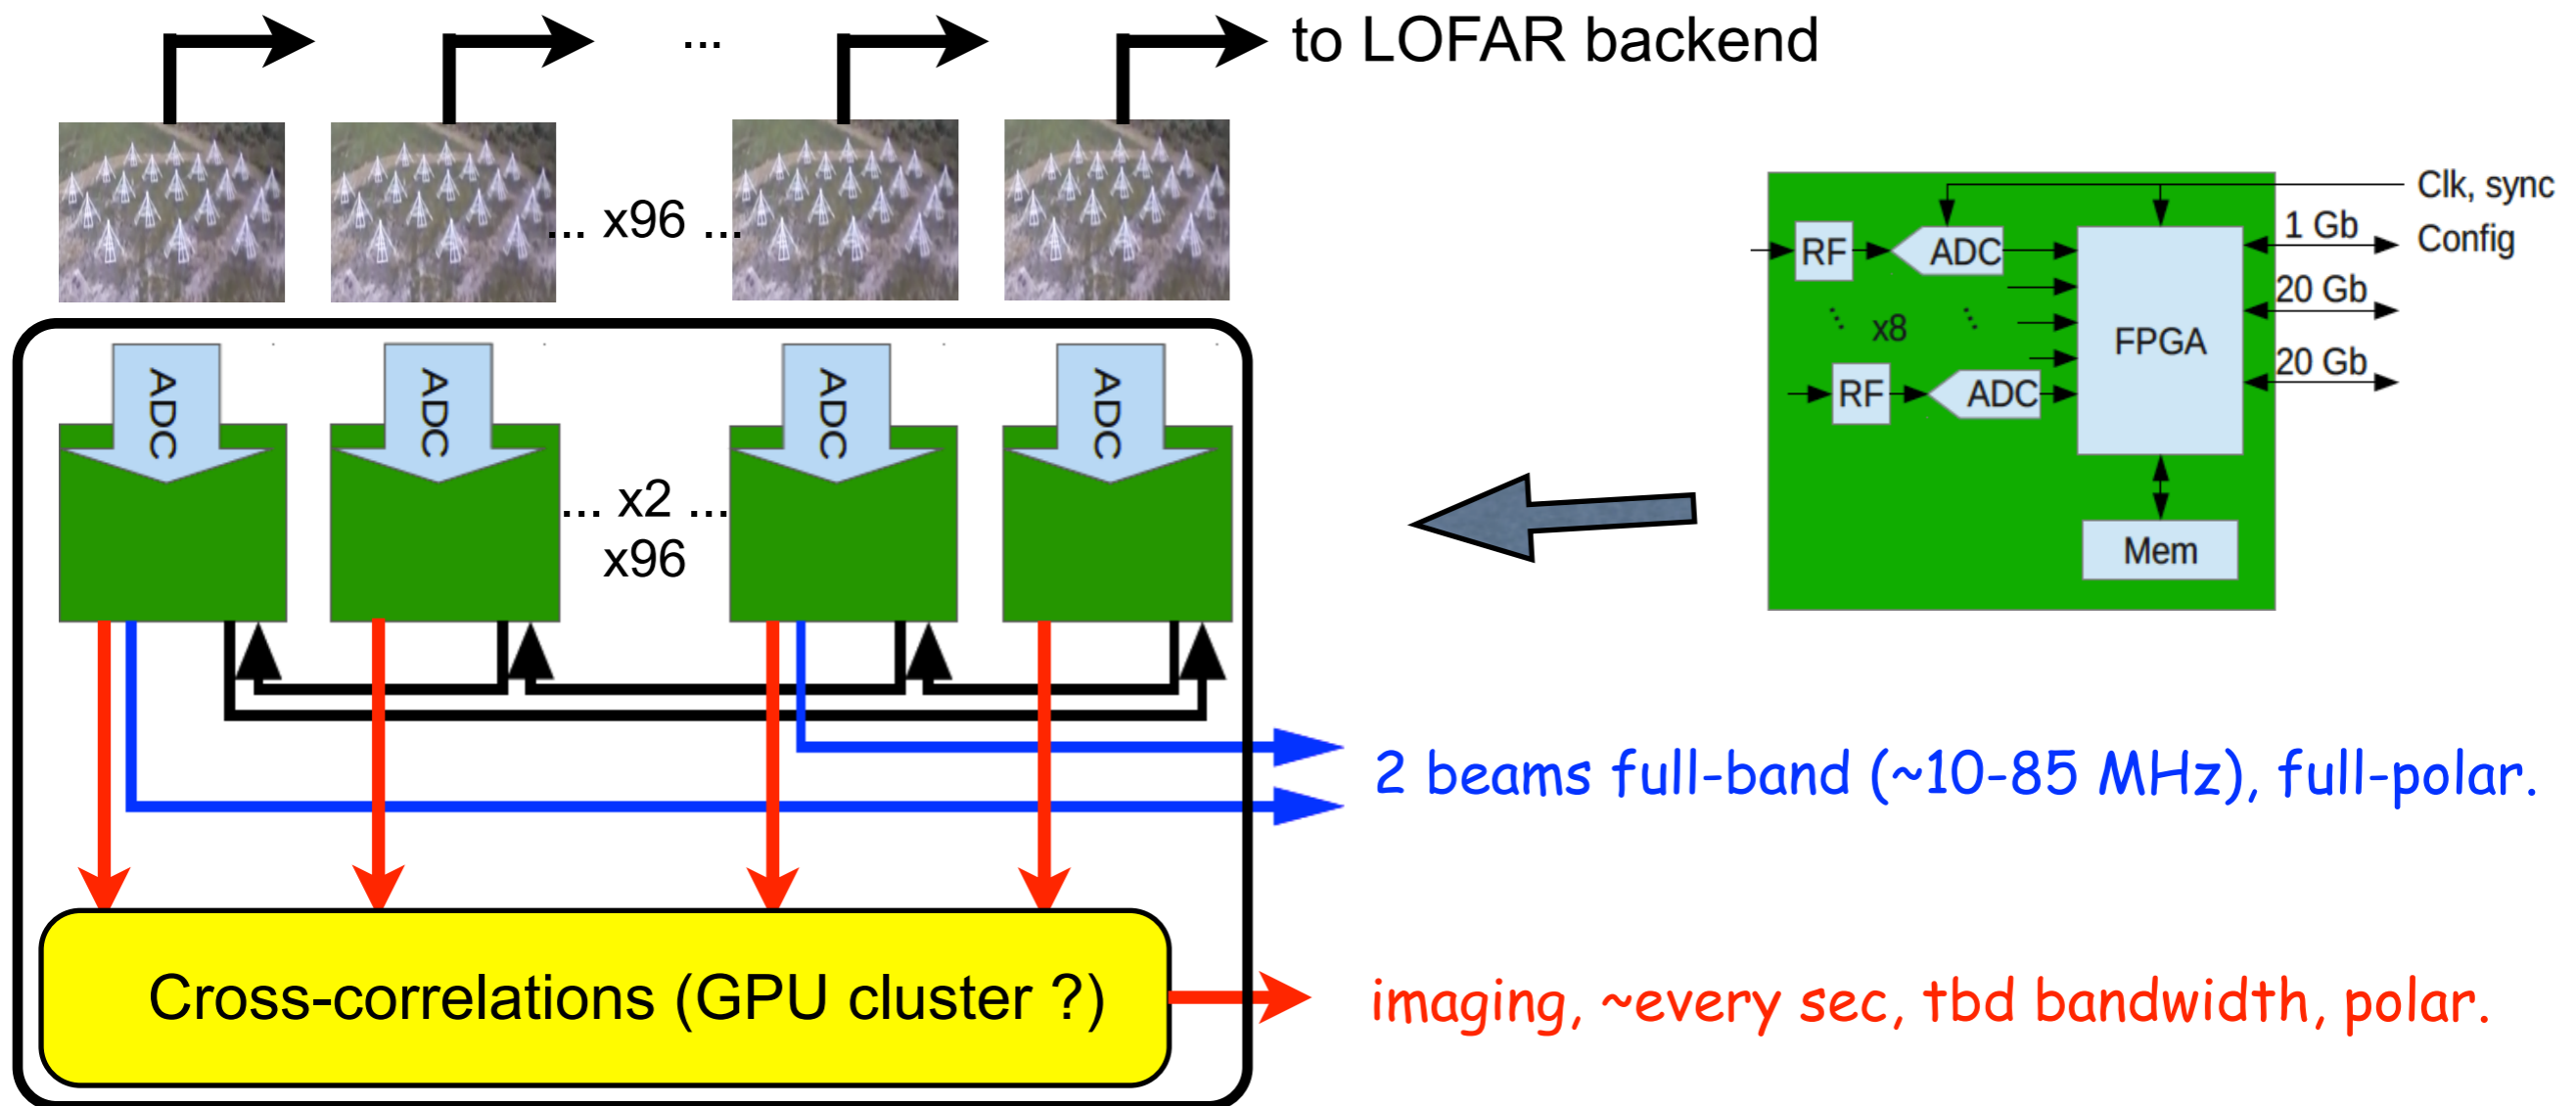 ... to LOFAR backend
... x96 ...
ADC ADC ADC ADC
... x2 ...
x96
Clk, sync
1 Gb
Config
RF ADC
20 Gb
x8
FPGA
20 Gb
RF ADC
Mem
2 beams full-band (~10-85 MHz), full-polar.
Cross-correlations (GPU cluster ?)
imaging, ~every sec, tbd bandwidth, polar.